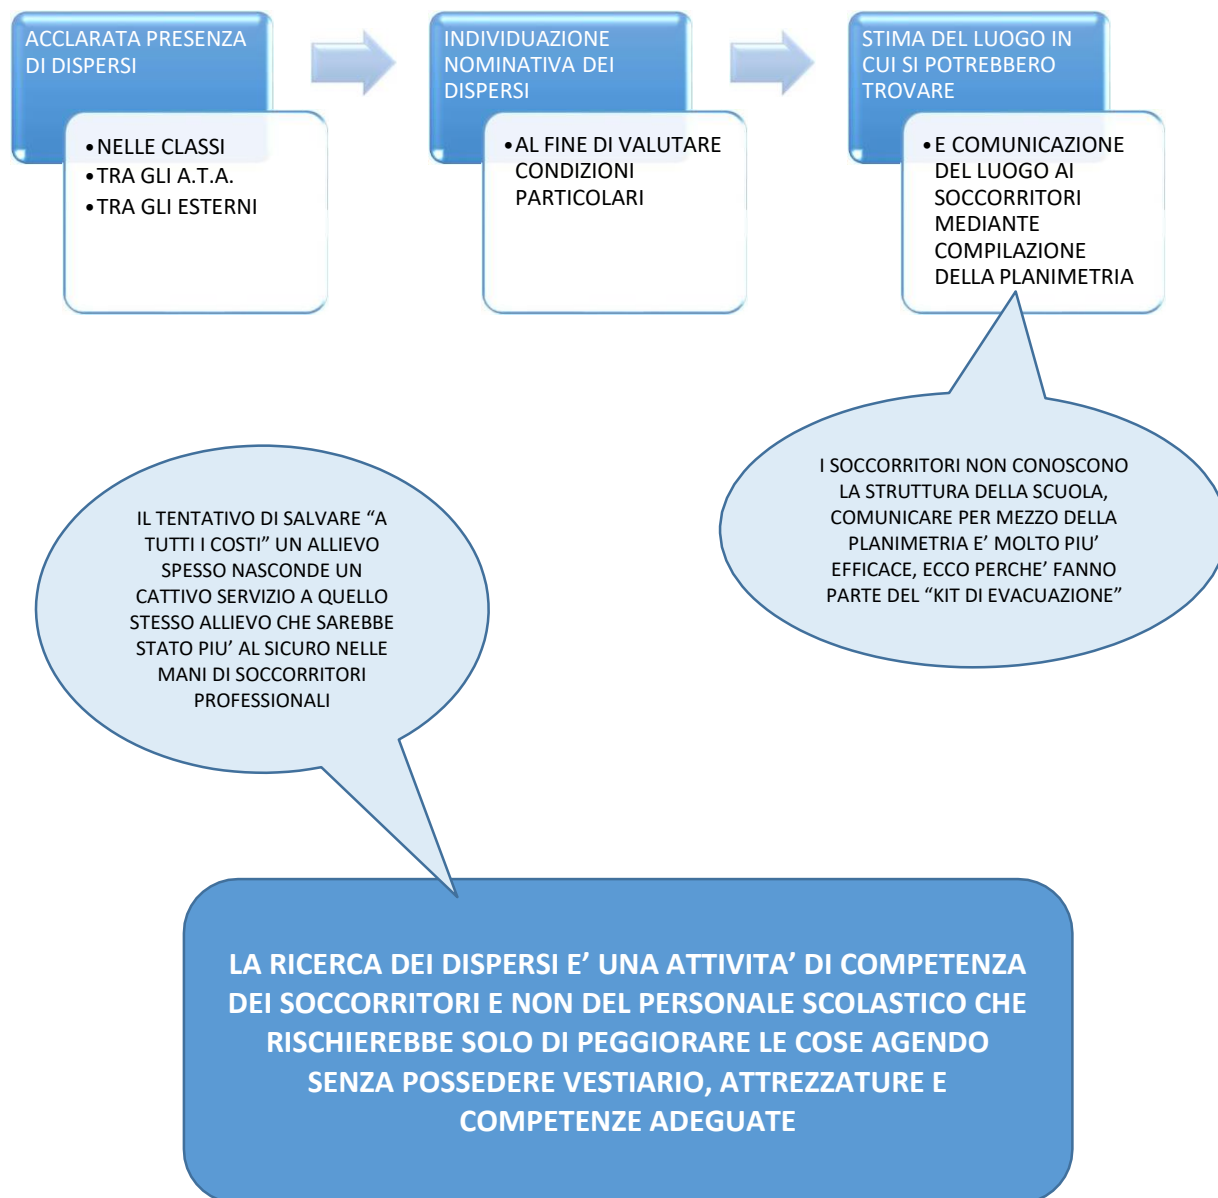 ACCLARATA PRESENZA
DI DISPERSI
•NELLE CLASSI
•TRA GLI A.T.A.
•TRA GLI ESTERNI
INDIVIDUAZIONE
NOMINATIVA DEI
DISPERSI
•AL FINE DI VALUTARE
CONDIZIONI
PARTICOLARI
STIMA DEL LUOGO IN
CUI SI POTREBBERO
TROVARE
•E COMUNICAZIONE
DEL LUOGO AI
SOCCORRITORI
MEDIANTE
COMPILAZIONE
DELLA PLANIMETRIA
I SOCCORRITORI NON CONOSCONO
LA STRUTTURA DELLA SCUOLA,
COMUNICARE PER MEZZO DELLA
PLANIMETRIA E’ MOLTO PIU’
EFFICACE, ECCO PERCHE’ FANNO
PARTE DEL “KIT DI EVACUAZIONE”
IL TENTATIVO DI SALVARE “A
TUTTI I COSTI” UN ALLIEVO
SPESSO NASCONDE UN
CATTIVO SERVIZIO A QUELLO
STESSO ALLIEVO CHE SAREBBE
STATO PIU’ AL SICURO NELLE
MANI DI SOCCORRITORI
PROFESSIONALI
LA RICERCA DEI DISPERSI E’ UNA ATTIVITA’ DI COMPETENZA
DEI SOCCORRITORI E NON DEL PERSONALE SCOLASTICO CHE
RISCHIEREBBE SOLO DI PEGGIORARE LE COSE AGENDO
SENZA POSSEDERE VESTIARIO, ATTREZZATURE E
COMPETENZE ADEGUATE